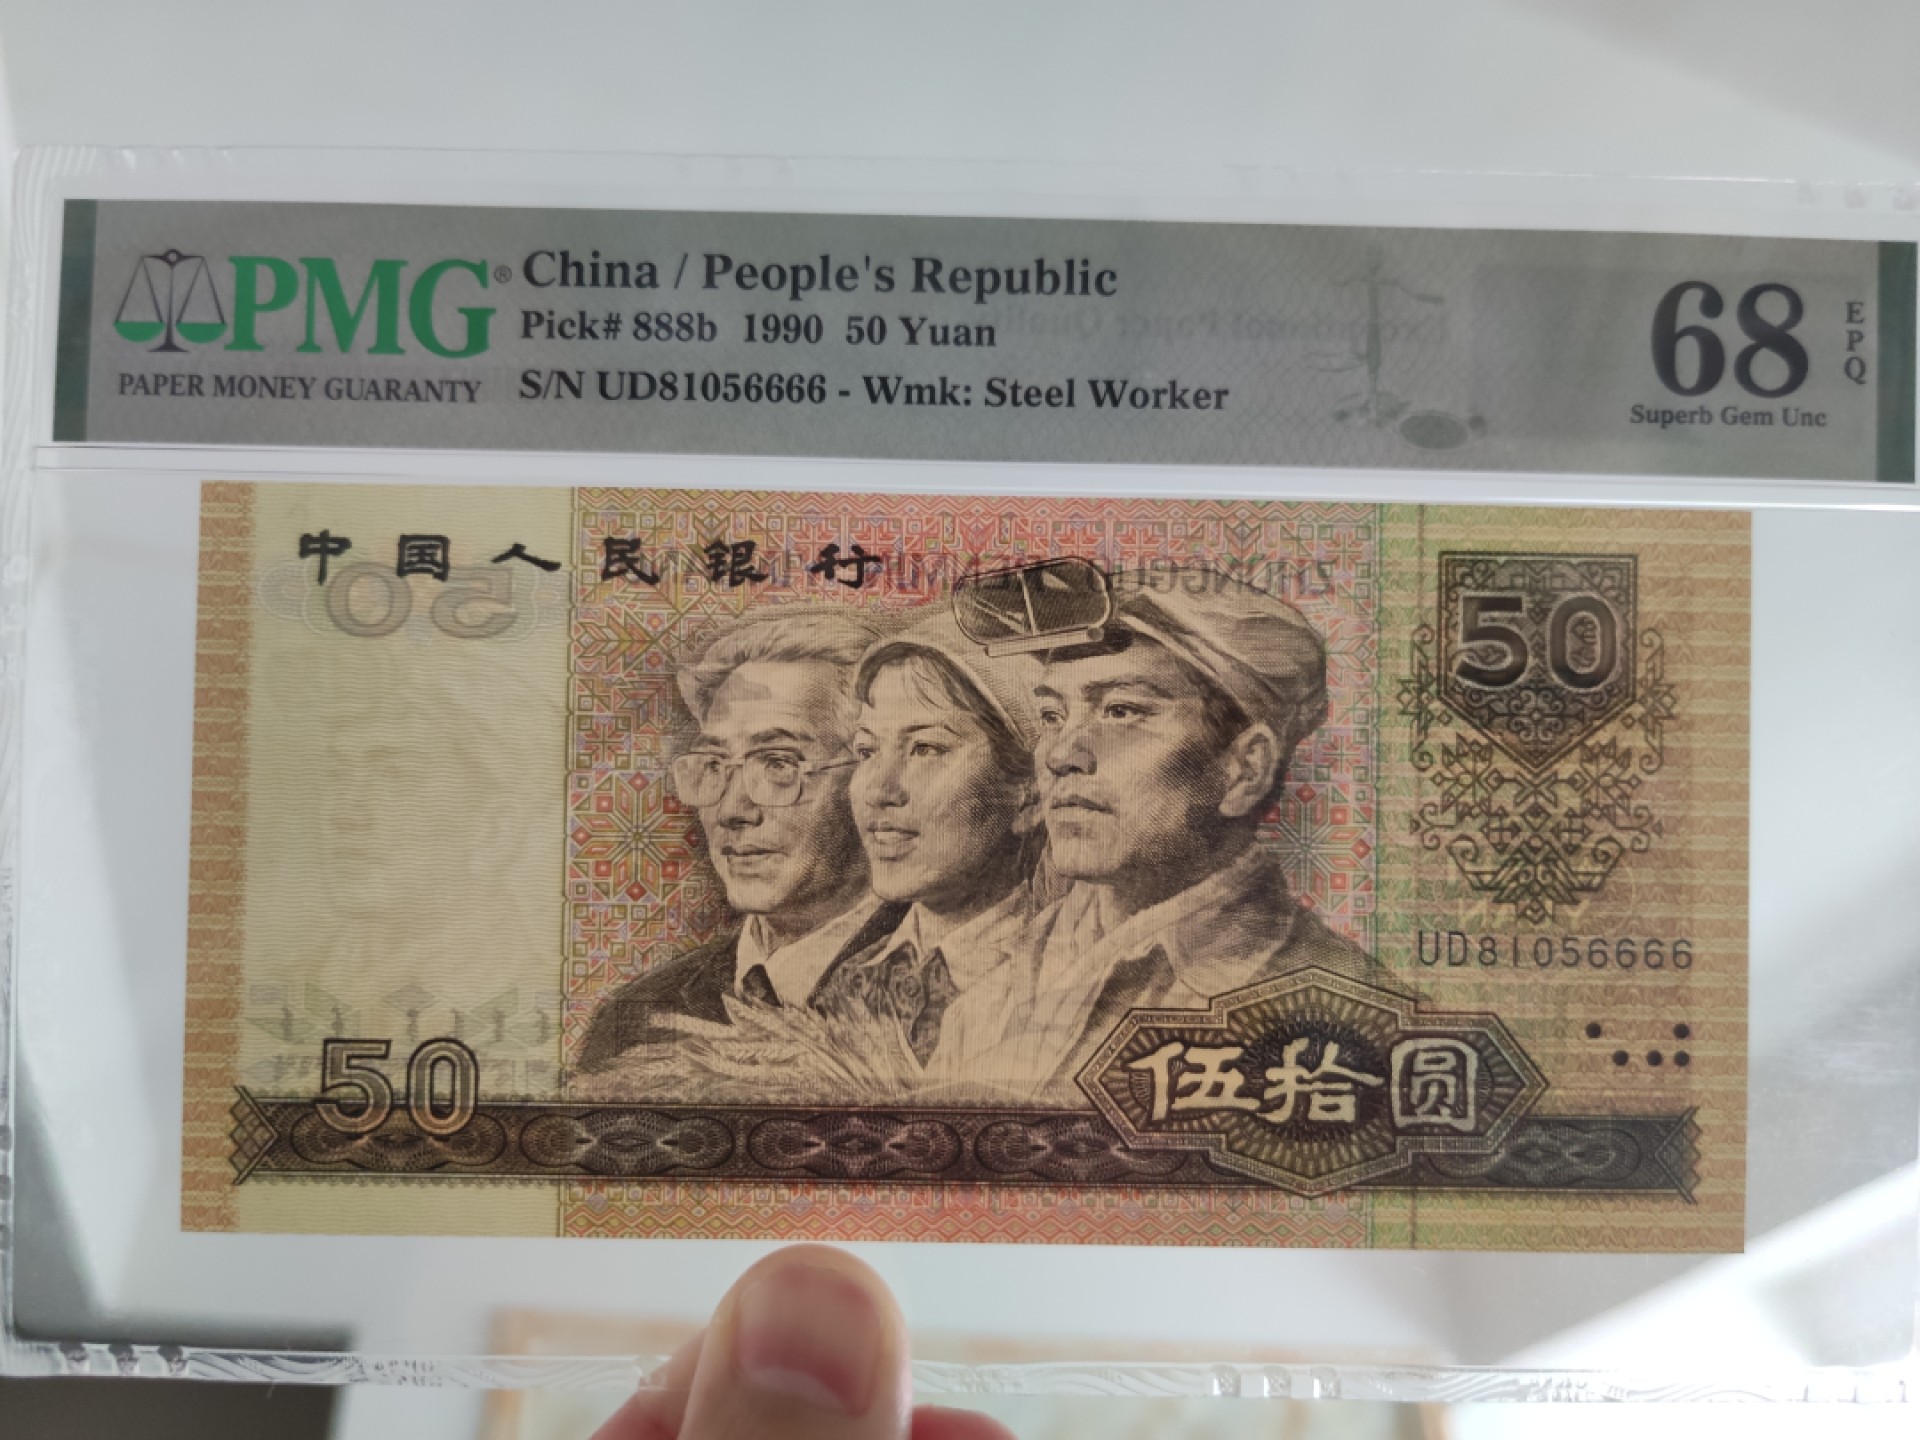 PMG®
PAPER MONEY GUARANTY
China / People's Republic
Pick# 888b 1990 50 Yuan
S/N UD81056666 - Wmk: Steel Worker
68
EPQ
Superb Gem Unc
中国人民银行
50
UD81056666
50
伍拾圆